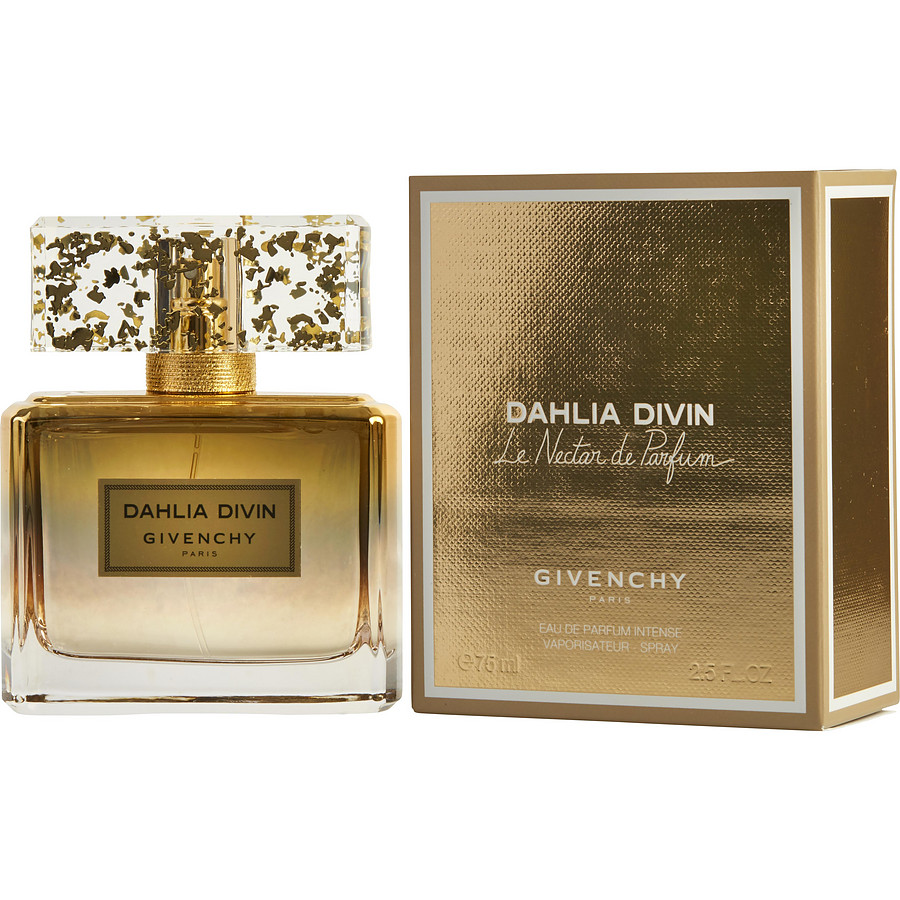 DAHLIA DIVIN
GIVENCHY
PARIS
DAHLIA DIVIN
Le Nectar de Parfum
GIVENCHY
PARIS
EAU DE PARFUM INTENSE
VAPORISATEUR - SPRAY
℮75 ml
2.5 FL.OZ